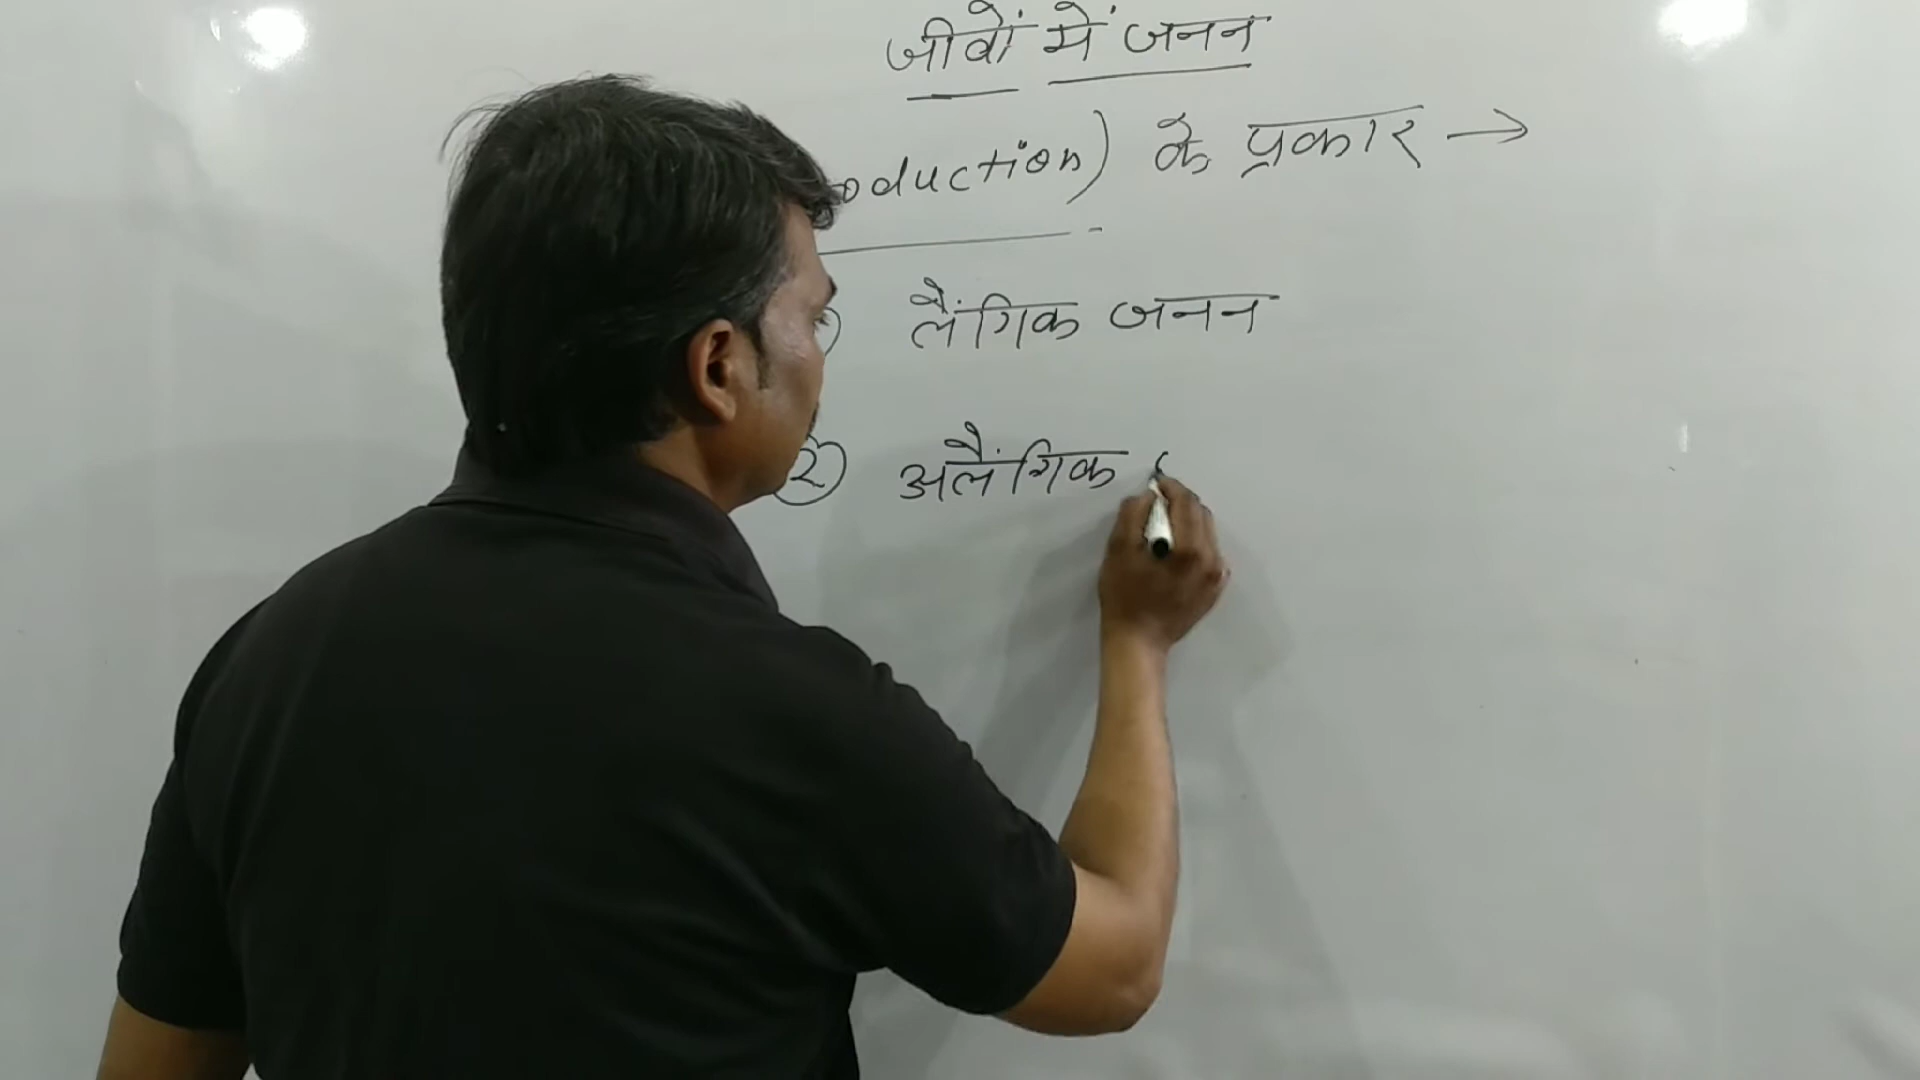 जीवों में जनन
oduction) के प्रकार →
लैंगिक जनन
२ अलैंगिक